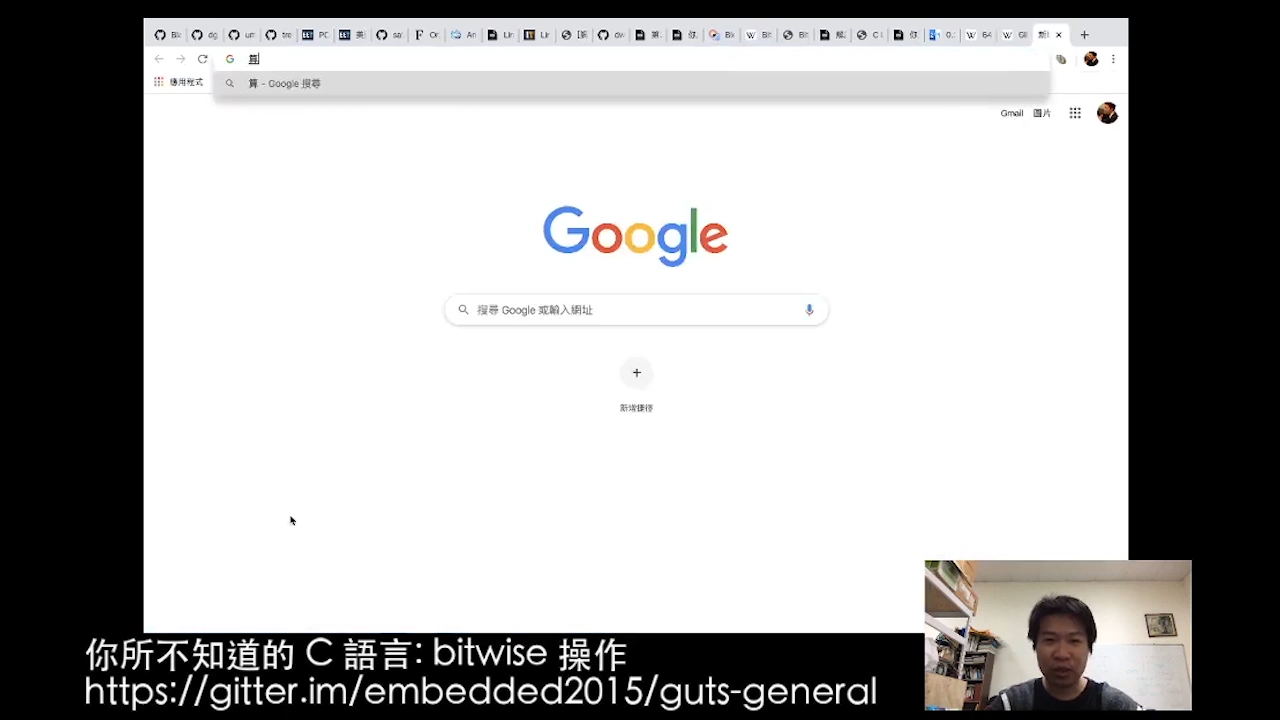 應用程式
算
算 - Google 搜尋
Gmail 圖片
Google
搜尋 Google 或輸入網址
新增捷徑
你所不知道的 C 語言: bitwise 操作
https://gitter.im/embedded2015/guts-general